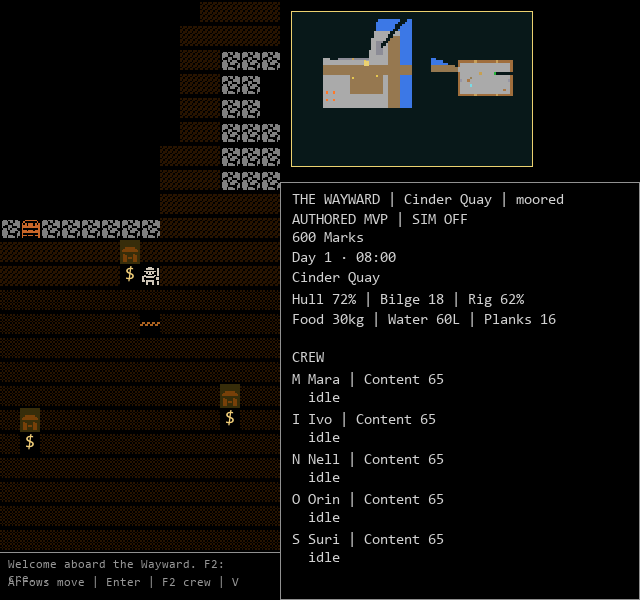 THE WAYWARD | Cinder Quay | moored
AUTHORED MVP | SIM OFF
600 Marks
Day 1 · 08:00
Cinder Quay
Hull 72% | Bilge 18 | Rig 62%
Food 30kg | Water 60L | Planks 16
CREW
M Mara | Content 65
idle
I Ivo | Content 65
idle
N Nell | Content 65
idle
O Orin | Content 65
idle
S Suri | Content 65
idle
$
$
$
Welcome aboard the Wayward. F2:
Arrows move | Enter | F2 crew | V